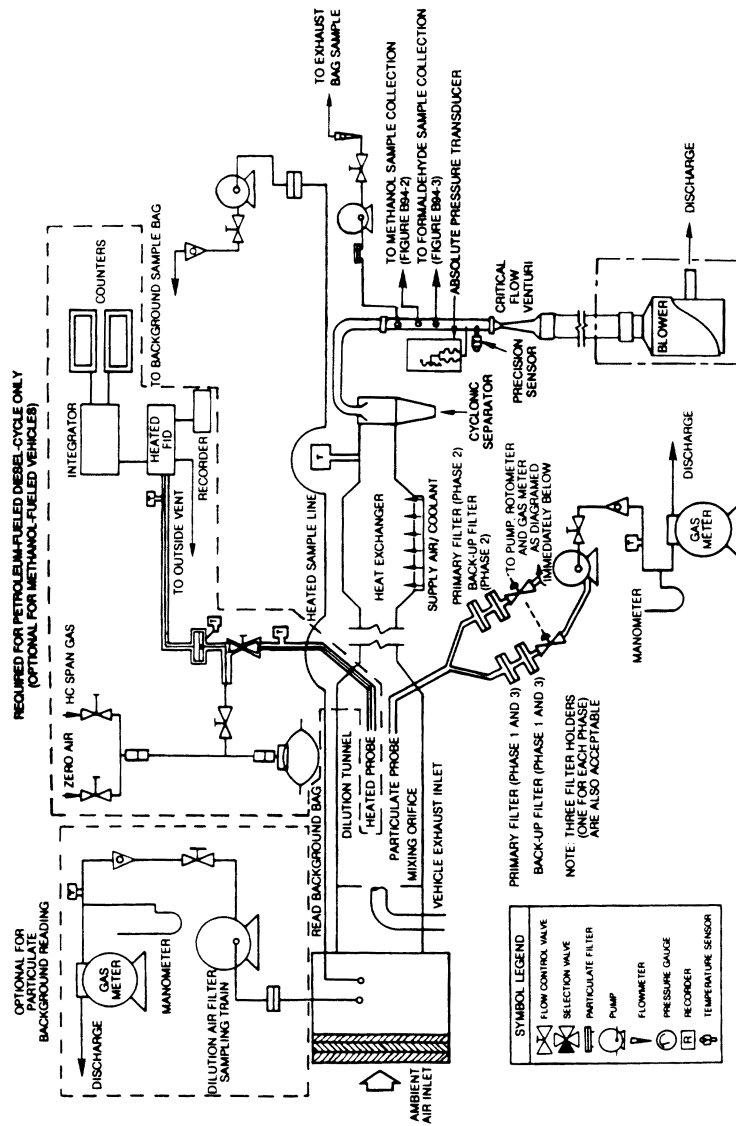 REQUIRED FOR PETROLEUM-FUELED DIESEL-CYCLE ONLY
(OPTIONAL FOR METHANOL-FUELED VEHICLES)
OPTIONAL FOR
PARTICULATE
BACKGROUND READING
DISCHARGE
GAS
METER
MANOMETER
DILUTION AIR FILTER
SAMPLING TRAIN
ZERO AIR
HC SPAN GAS
TO OUTSIDE VENT
INTEGRATOR
COUNTERS
HEATED
FID
RECORDER
TO BACKGROUND SAMPLE BAG
TO EXHAUST
BAG SAMPLE
READ BACKGROUND BAG
HEATED SAMPLE LINE
DILUTION TUNNEL
HEATED PROBE
PARTICULATE PROBE
MIXING ORIFICE
VEHICLE EXHAUST INLET
AMBIENT
AIR INLET
HEAT EXCHANGER
SUPPLY AIR/ COOLANT
CYCLONIC
SEPARATOR
TO METHANOL SAMPLE COLLECTION
(FIGURE B94-2)
TO FORMALDEHYDE SAMPLE COLLECTION
(FIGURE B94-3)
ABSOLUTE PRESSURE TRANSDUCER
PRECISION
SENSOR
CRITICAL
FLOW
VENTURI
BLOWER
DISCHARGE
PRIMARY FILTER (PHASE 2)
BACK-UP FILTER
(PHASE 2)
TO PUMP, ROTOMETER
AND GAS METER
AS DIAGRAMED
IMMEDIATELY BELOW
PRIMARY FILTER (PHASE 1 AND 3)
BACK-UP FILTER (PHASE 1 AND 3)
NOTE: THREE FILTER HOLDERS
(ONE FOR EACH PHASE)
ARE ALSO ACCEPTABLE
MANOMETER
GAS
METER
DISCHARGE
SYMBOL LEGEND
FLOW CONTROL VALVE
SELECTION VALVE
PARTICULATE FILTER
PUMP
FLOWMETER
PRESSURE GAUGE
R RECORDER
TEMPERATURE SENSOR